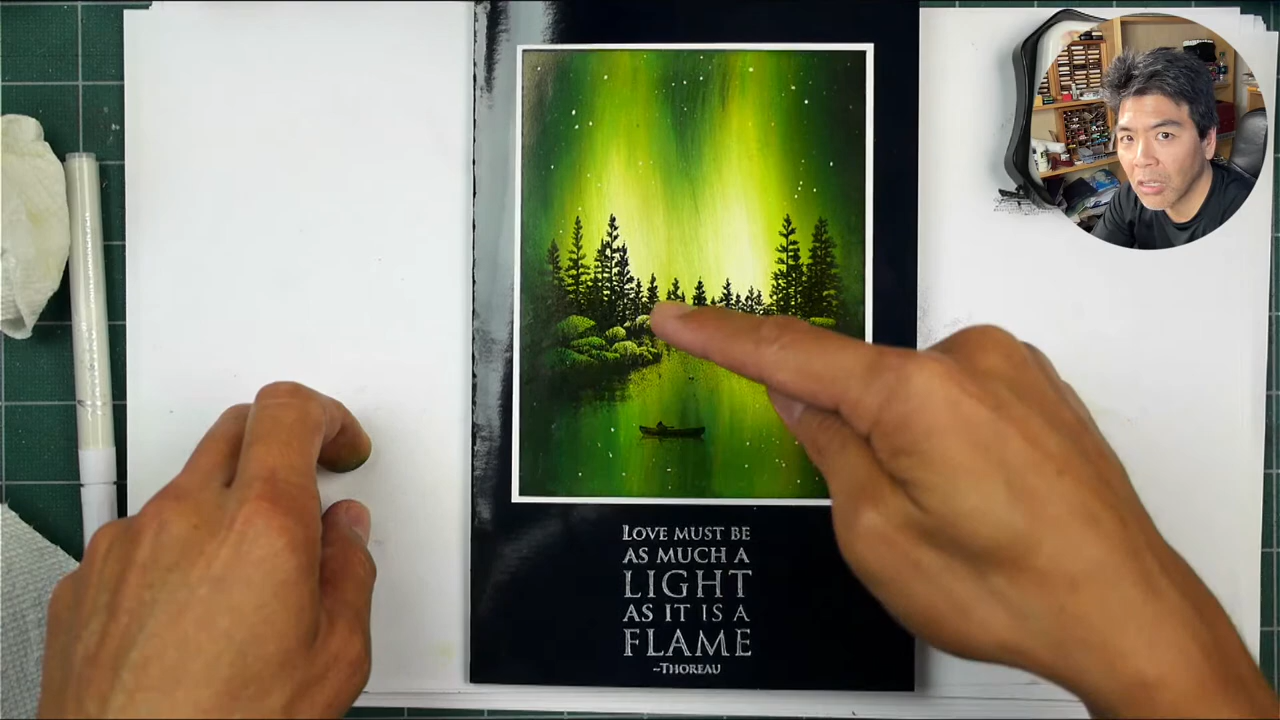 LOVE MUST BE
AS MUCH A
LIGHT
AS IT IS A
FLAME
~THOREAU